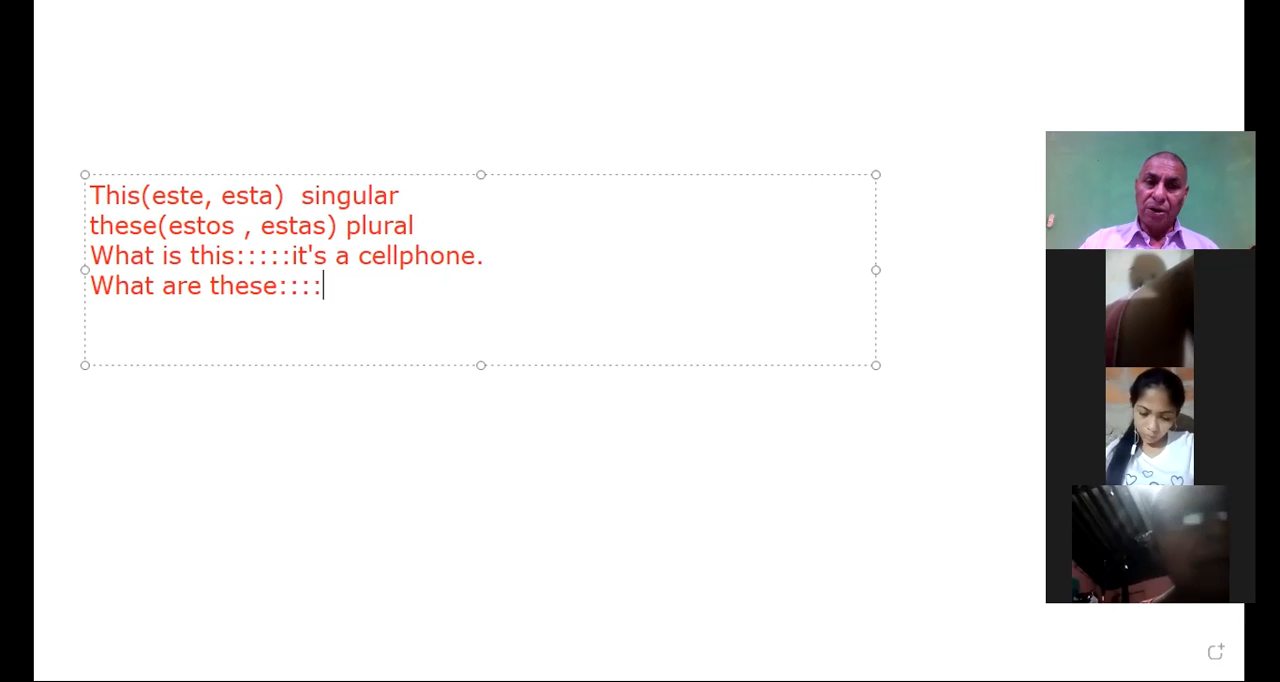 This(este, esta)  singular
these(estos , estas) plural
What is this:::::it's a cellphone.
What are these::::